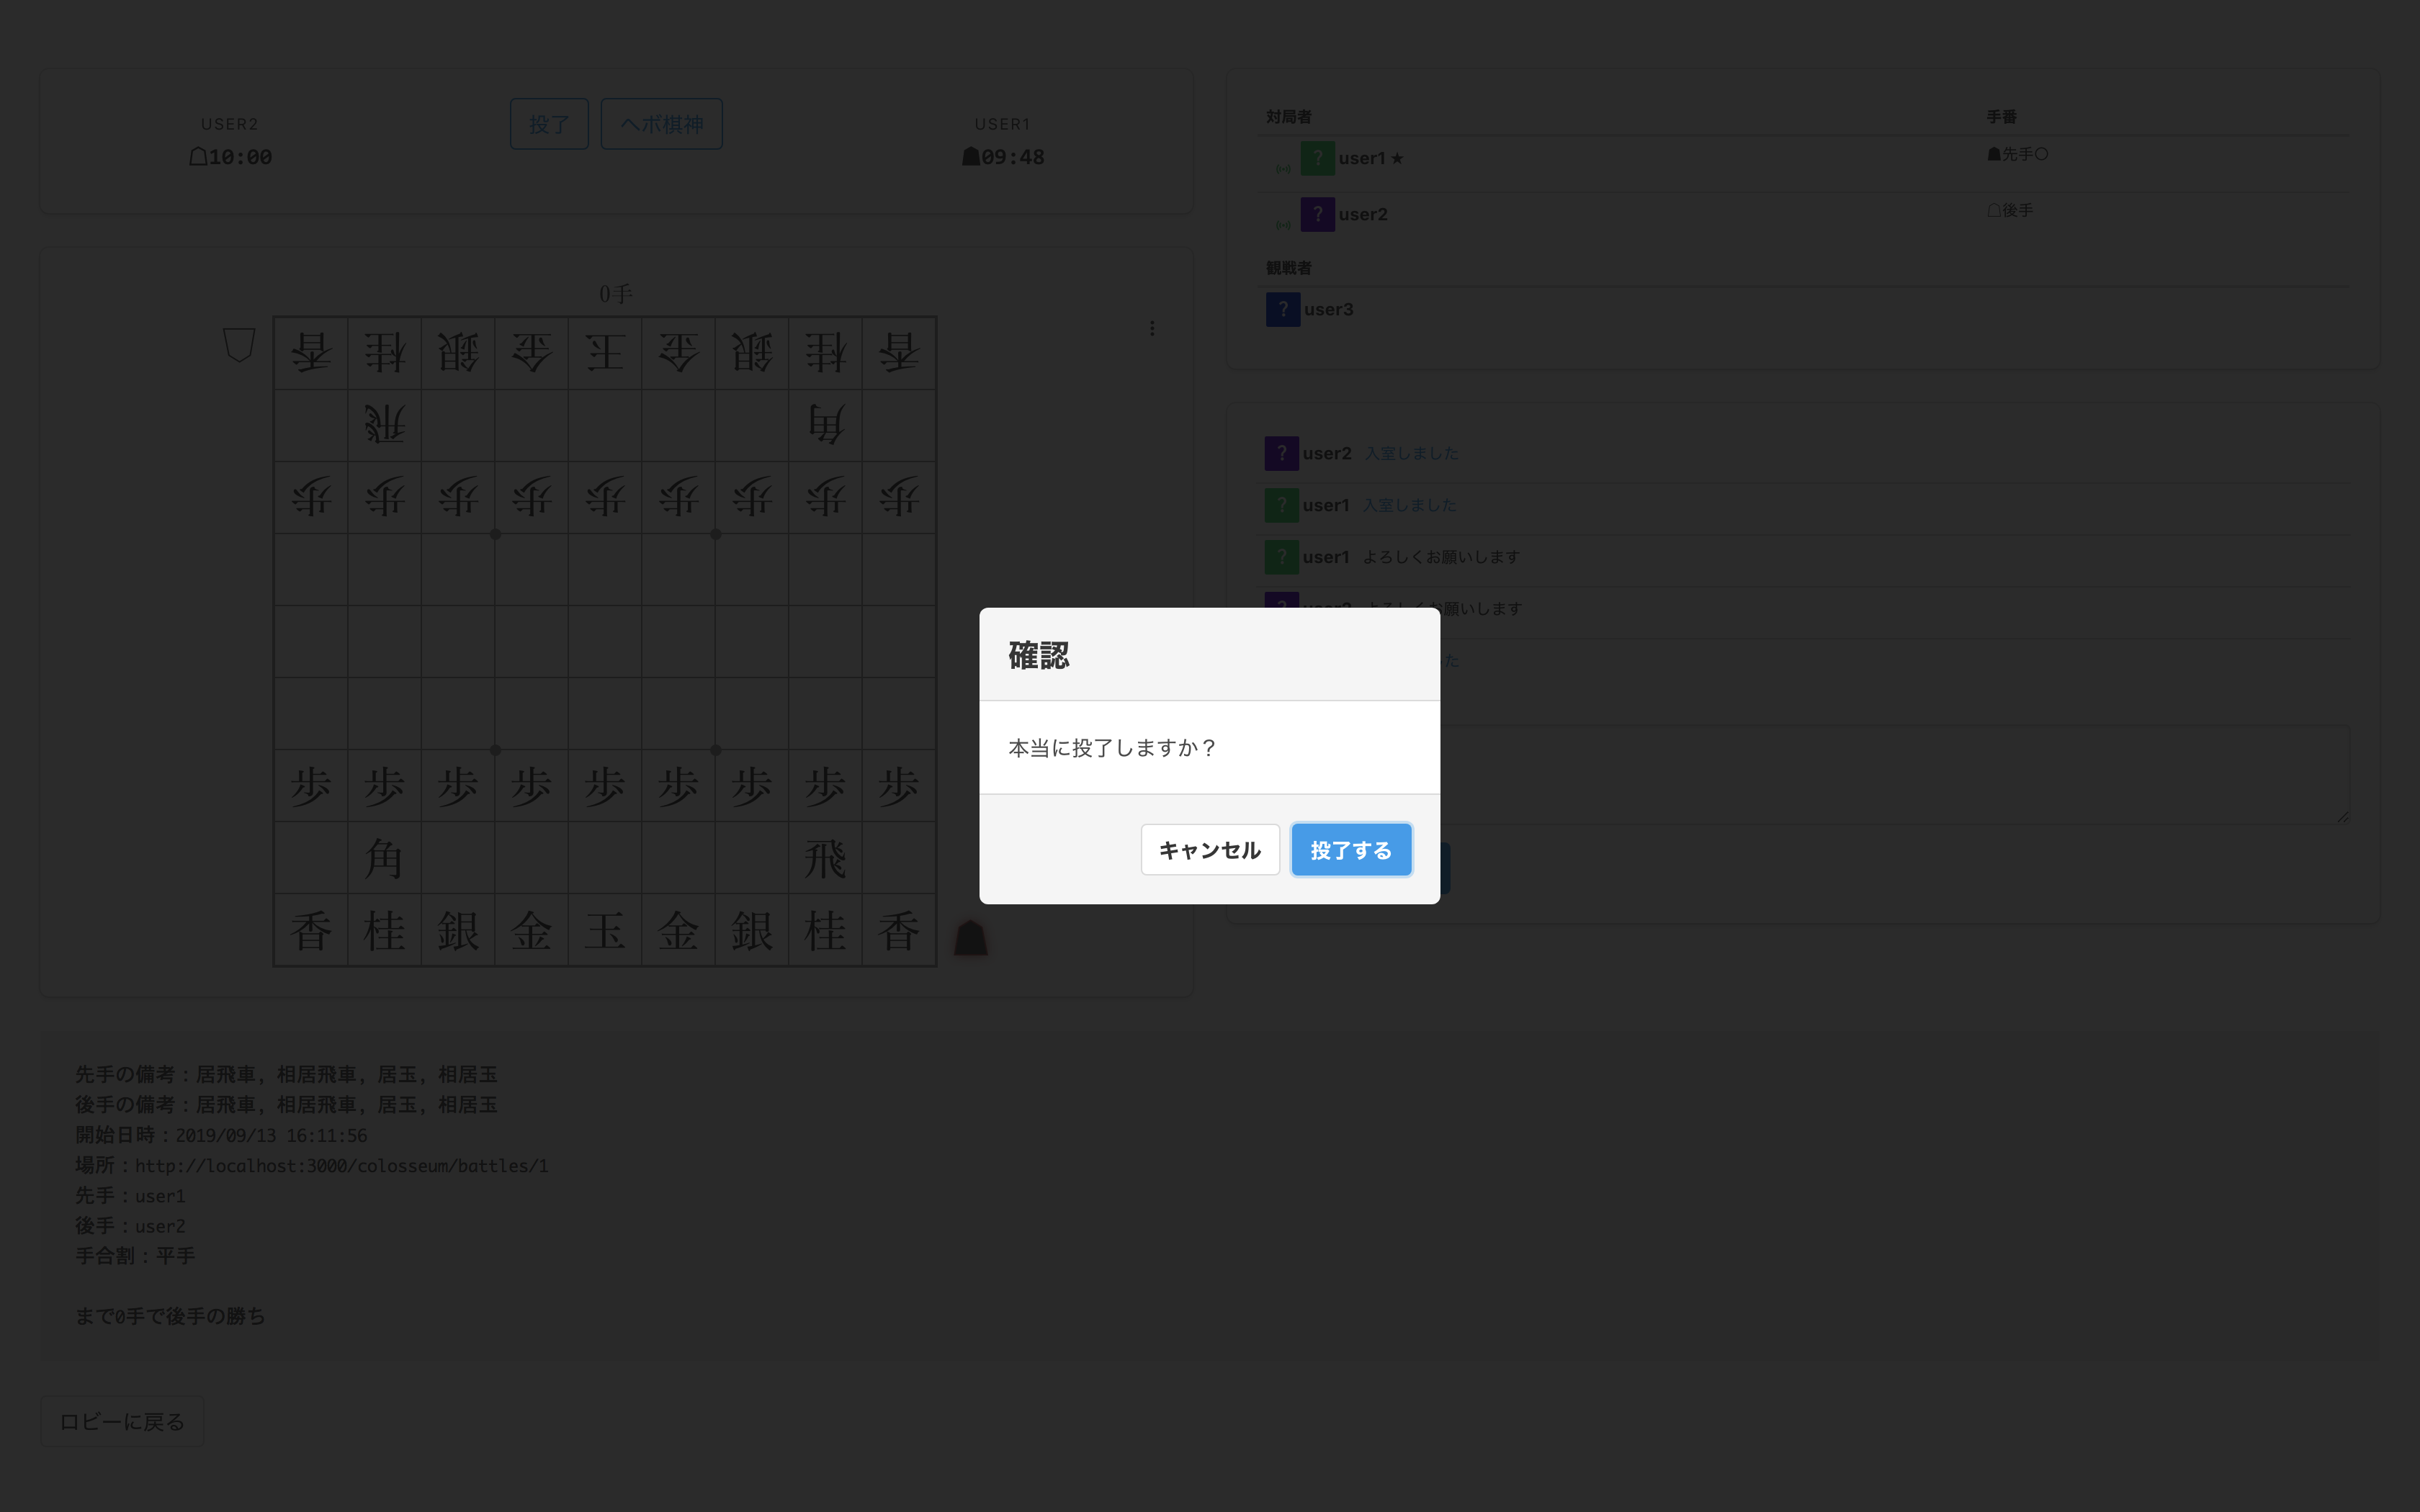 USER2
☖10:00
投了
ヘボ棋神
USER1
☗09:48
対局者 手番
? user1★ ☗先手○
? user2 ☖後手
観戦者
? user3
0手
香 桂 銀 金 玉 金 銀 桂 香
飛 角
歩 歩 歩 歩 歩 歩 歩 歩 歩
歩 歩 歩 歩 歩 歩 歩 歩 歩
角 飛
香 桂 銀 金 玉 金 銀 桂 香
? user2 入室しました
? user1 入室しました
? user1 よろしくお願いします
お願いします
た
確認
本当に投了しますか？
キャンセル
投了する
先手の備考：居飛車, 相居飛車, 居玉, 相居玉
後手の備考：居飛車, 相居飛車, 居玉, 相居玉
開始日時：2019/09/13 16:11:56
場所：http://localhost:3000/colosseum/battles/1
先手：user1
後手：user2
手合割：平手
まで0手で後手の勝ち
ロビーに戻る